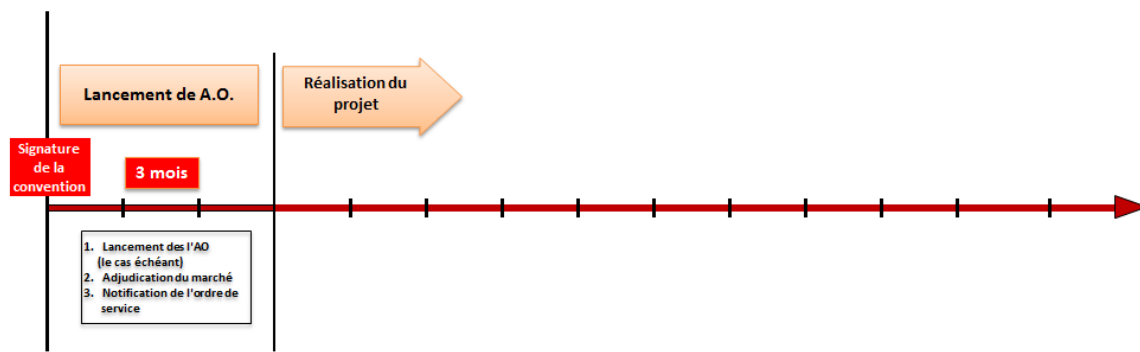 Lancement de A.O.
Réalisation du
projet
Signature
de la
convention
3 mois
1. Lancement des l'AO
(le cas échéant)
2. Adjudication du marché
3. Notification de l'ordre de
service